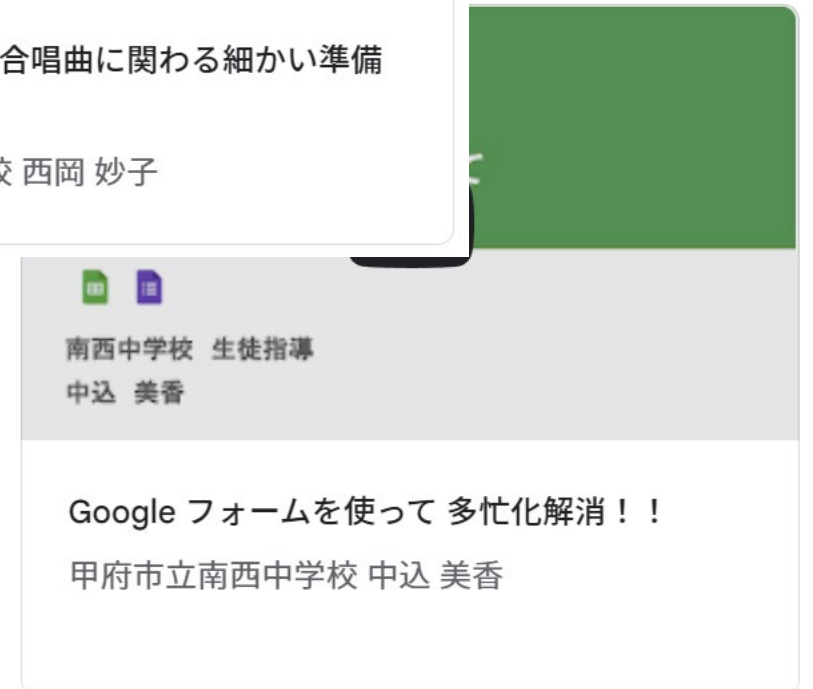 合唱曲に関わる細かい準備
校 西岡 妙子
て
南西中学校 生徒指導
中込 美香
Google フォームを使って 多忙化解消！！
甲府市立南西中学校 中込 美香